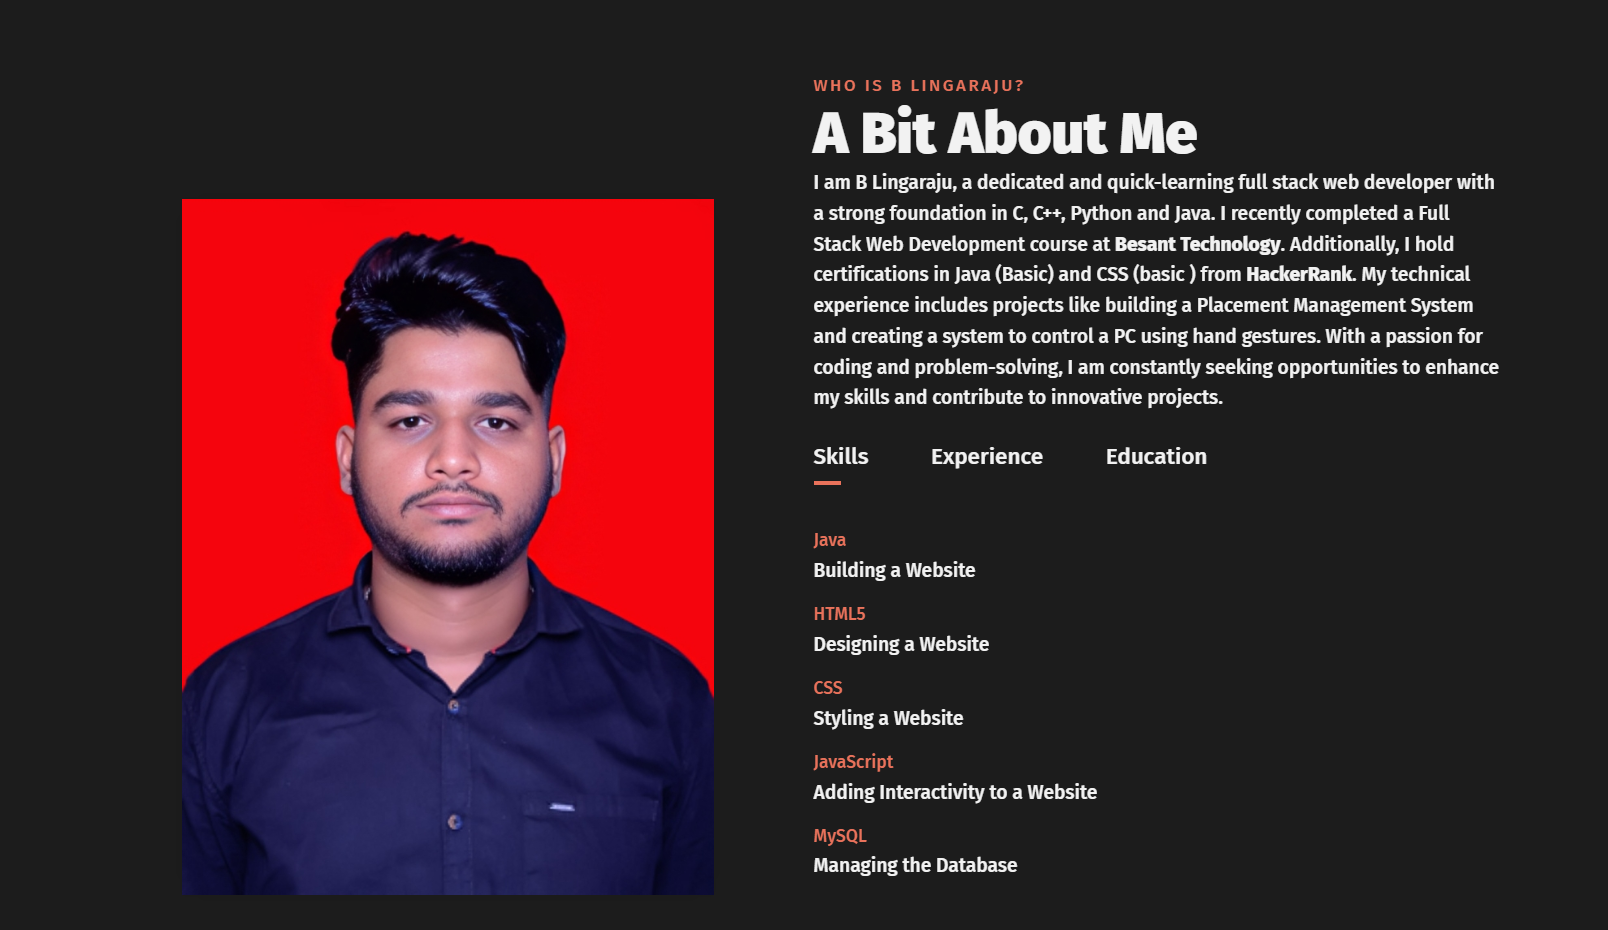 WHO IS B LINGARAJU?
A Bit About Me
I am B Lingaraju, a dedicated and quick-learning full stack web developer with
a strong foundation in C, C++, Python and Java. I recently completed a Full
Stack Web Development course at Besant Technology. Additionally, I hold
certifications in Java (Basic) and CSS (basic ) from HackerRank. My technical
experience includes projects like building a Placement Management System
and creating a system to control a PC using hand gestures. With a passion for
coding and problem-solving, I am constantly seeking opportunities to enhance
my skills and contribute to innovative projects.
Skills Experience Education
Java
Building a Website
HTML5
Designing a Website
CSS
Styling a Website
JavaScript
Adding Interactivity to a Website
MySQL
Managing the Database